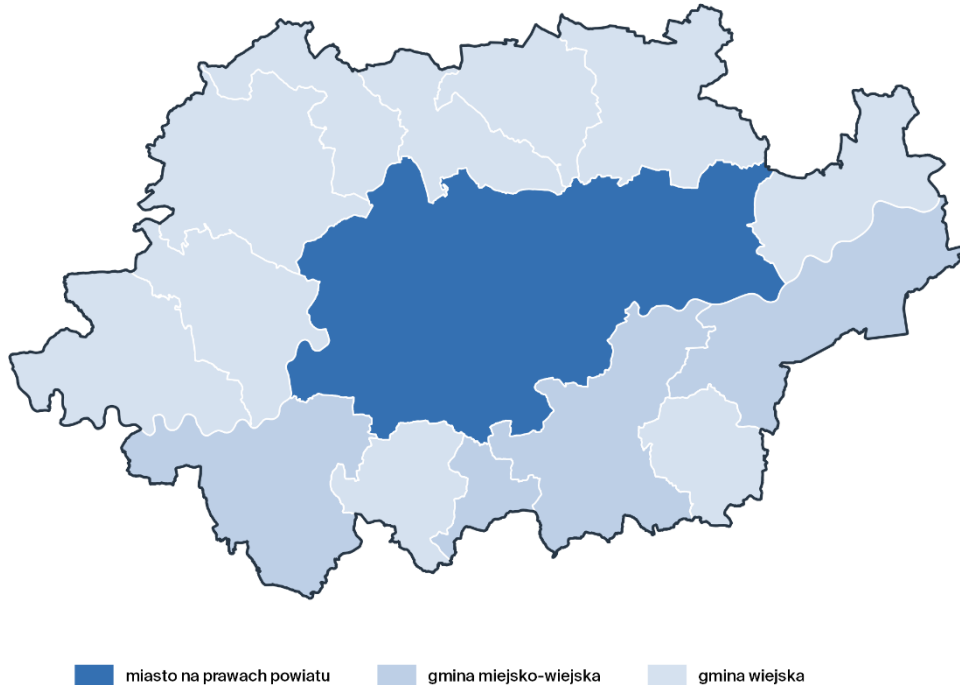 miasto na prawach powiatu
gmina miejsko-wiejska
gmina wiejska